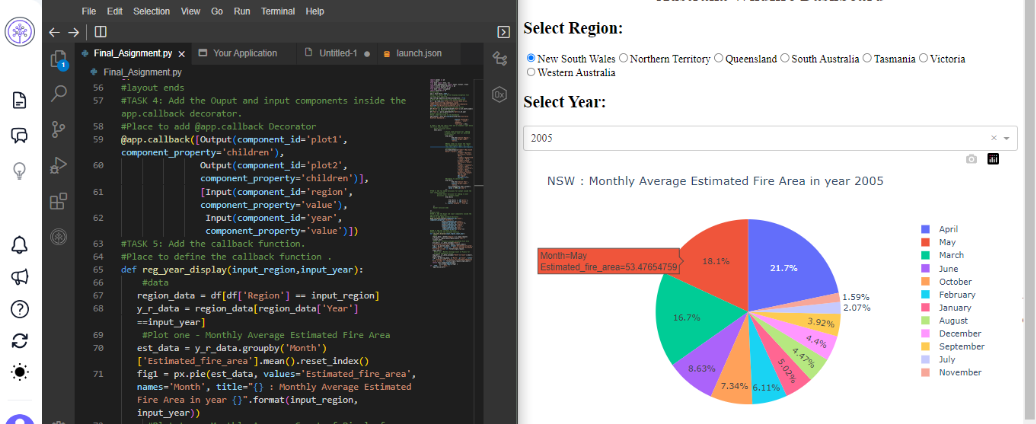 File Edit Selection View Go Run Terminal Help
Final_Asignment.py
Your Application
Untitled-1
launch.json
Final_Asignment.py
56 #layout ends
57 #TASK 4: Add the Ouput and input components inside the
app.callback decorator.
58 #Place to add @app.callback Decorator
59 @app.callback([Output(component_id='plot1',
component_property='children'),
60 Output(component_id='plot2',
component_property='children')],
61 [Input(component_id='region',
component_property='value'),
62 Input(component_id='year',
component_property='value')])
63 #TASK 5: Add the callback function.
64 #Place to define the callback function .
65 def reg_year_display(input_region,input_year):
66 #data
67 region_data = df[df['Region'] == input_region]
68 y_r_data = region_data[region_data['Year']
==input_year]
69 #Plot one - Monthly Average Estimated Fire Area
70 est_data = y_r_data.groupby('Month')
['Estimated_fire_area'].mean().reset_index()
71 fig1 = px.pie(est_data, values='Estimated_fire_area',
names='Month', title="{} : Monthly Average Estimated
Fire Area in year {}".format(input_region,
input_year))
1
Select Region:
New South Wales Northern Territory Queensland South Australia Tasmania Victoria
Western Australia
Select Year:
2005
NSW : Monthly Average Estimated Fire Area in year 2005
Month=May
Estimated_fire_area=53.47654759
18.1%
21.7%
16.7%
8.63%
7.34%
6.11%
5.02%
4.47%
4.4%
3.92%
2.07%
1.59%
April
May
March
June
October
February
January
August
December
September
July
November